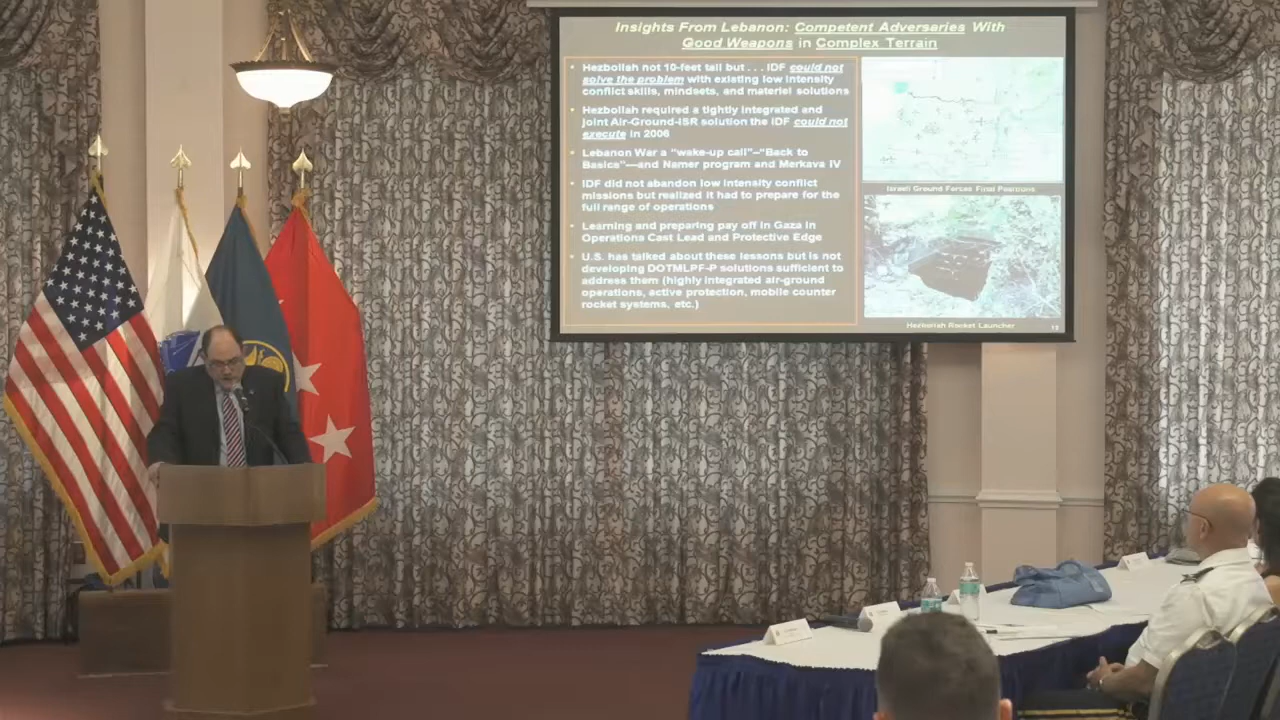 Insights From Lebanon: Competent Adversaries With
Good Weapons in Complex Terrain
• Hezbollah not 10-feet tall but . . . IDF could not
solve the problem with existing low intensity
conflict skills, mindsets, and materiel solutions
• Hezbollah required a tightly integrated and
joint Air-Ground-ISR solution the IDF could not
execute in 2006
• Lebanon War a "wake-up call"–"Back to
Basics"—and Namer program and Merkava IV
• IDF did not abandon low intensity conflict
missions but realized it had to prepare for the
full range of operations
• Learning and preparing pay off in Gaza in
Operations Cast Lead and Protective Edge
• U.S. has talked about these lessons but is not
developing DOTMLPF-P solutions sufficient to
address them (highly integrated air-ground
operations, active protection, mobile counter
rocket systems, etc.)
Israeli Ground Forces Final Positions
Hezbollah Rocket Launcher